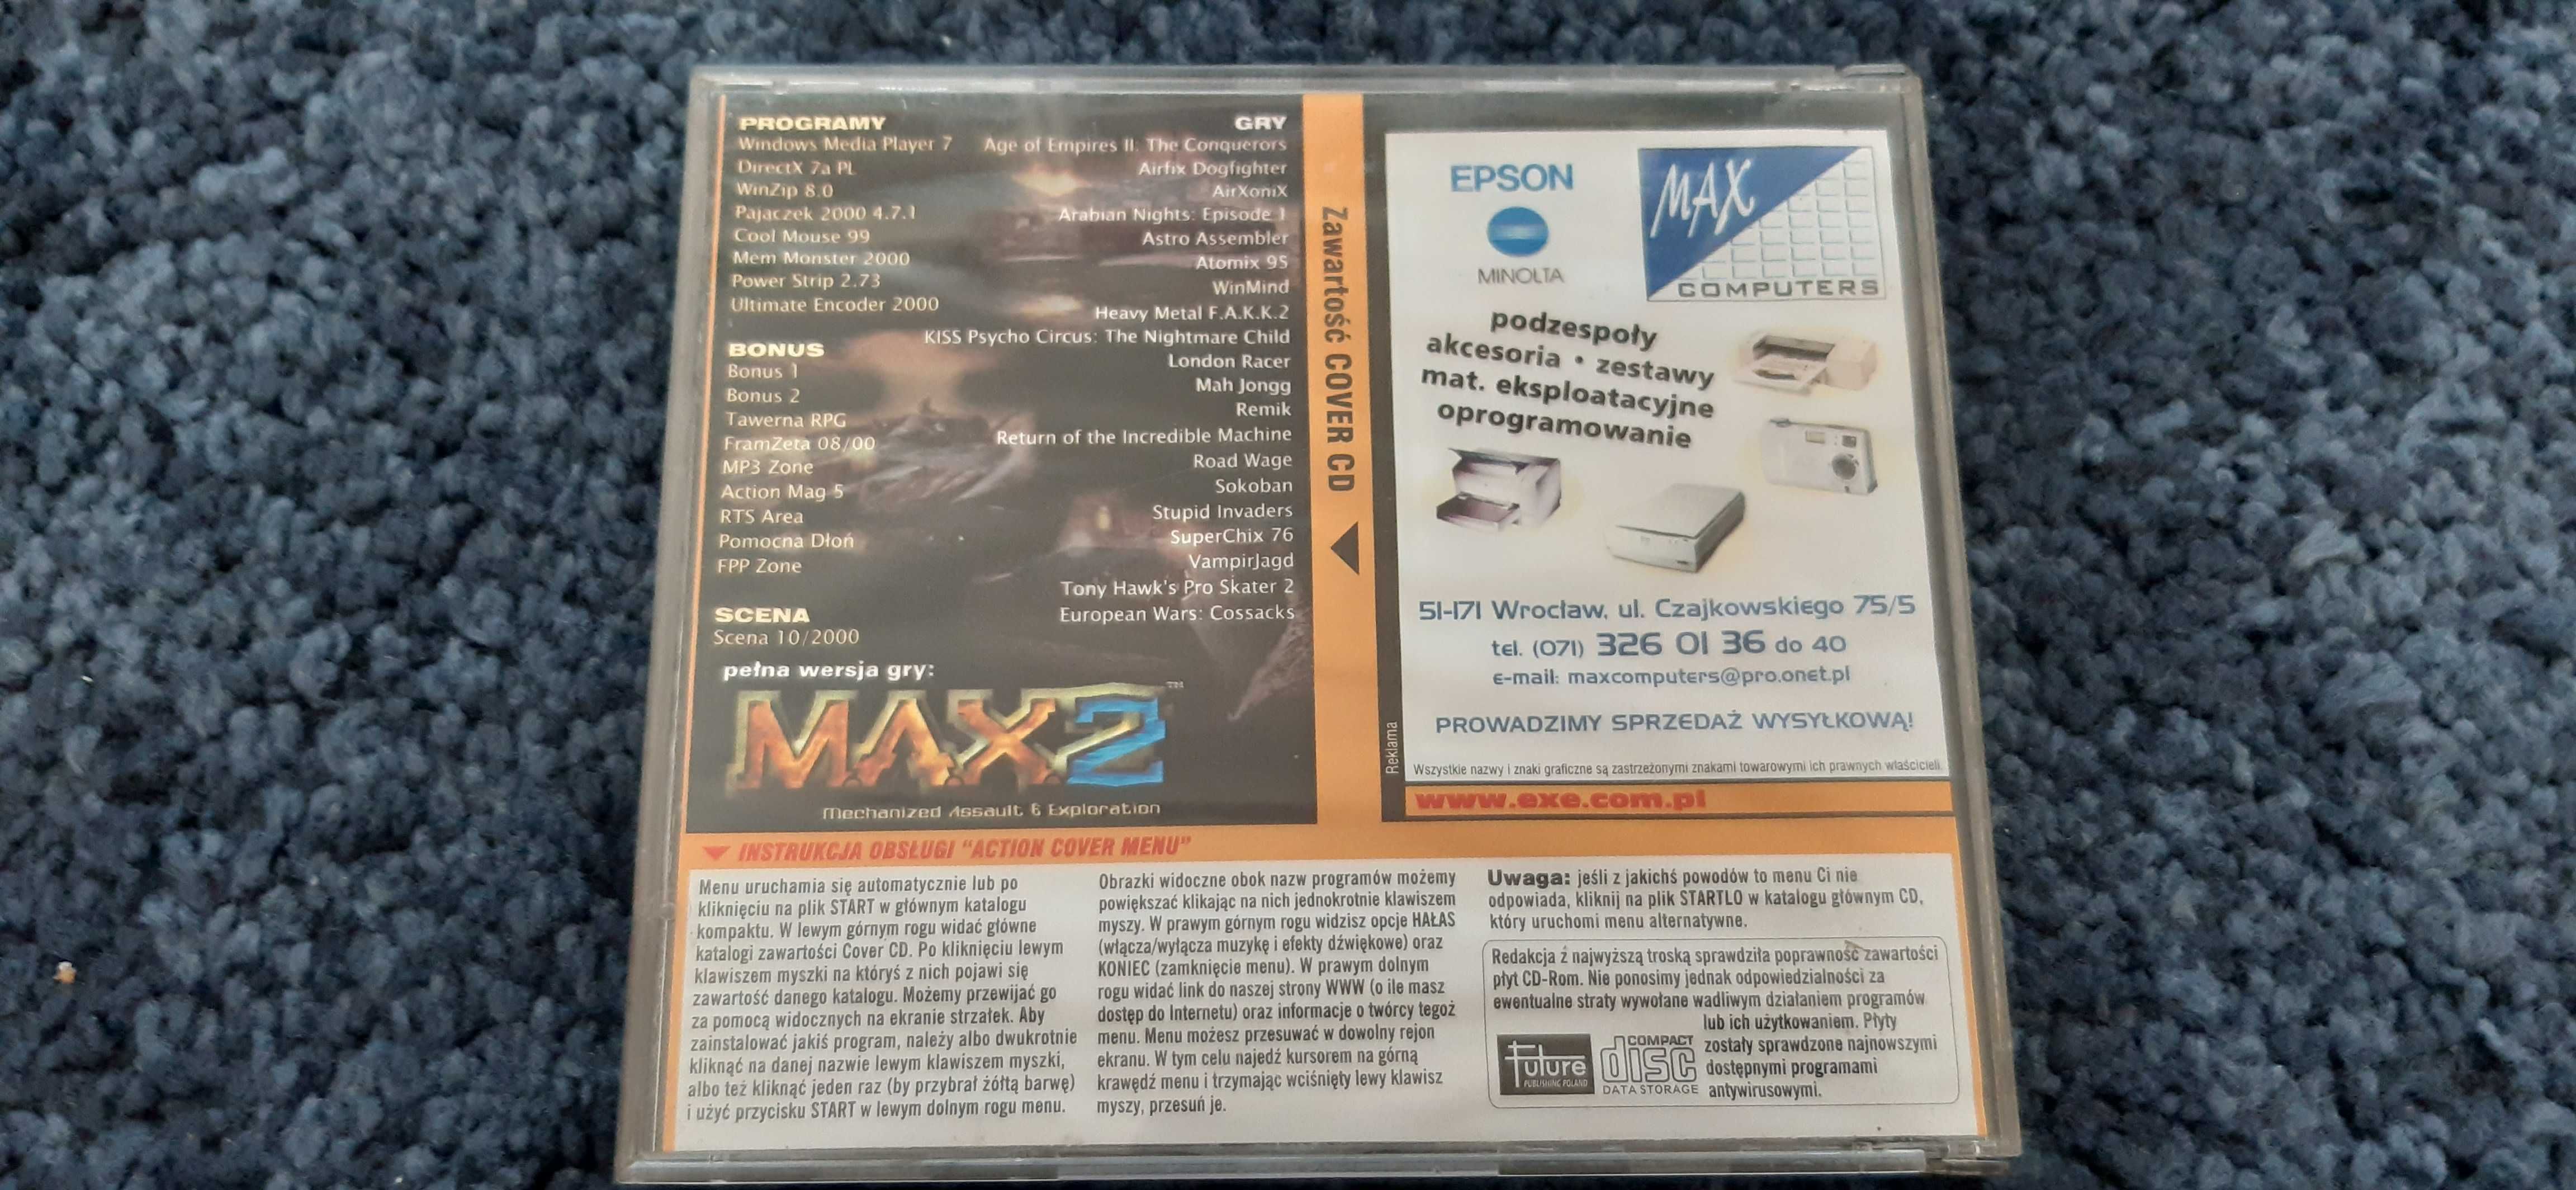 PROGRAMY
Windows Media Player 7
DirectX 7a PL
WinZip 8.0
Pajaczek 2000 4.7.1
Cool Mouse 99
Mem Monster 2000
Power Strip 2.73
Ultimate Encoder 2000
BONUS
Bonus 1
Bonus 2
Tawerna RPG
FramZeta 08/00
MP3 Zone
Action Mag 5
RTS Area
Pomocna Dłoń
FPP Zone
SCENA
Scena 10/2000
GRY
Age of Empires II: The Conquerors
Airfix Dogfighter
AirXoniX
Arabian Nights: Episode 1
Astro Assembler
Atomix 95
WinMind
Heavy Metal F.A.K.K.2
KISS Psycho Circus: The Nightmare Child
London Racer
Mah Jongg
Remik
Return of the Incredible Machine
Road Wage
Sokoban
Stupid Invaders
SuperChix 76
VampirJagd
Tony Hawk's Pro Skater 2
European Wars: Cossacks
pełna wersja gry:
M.A.X.2 ™
Mechanized Assault & Exploration
Zawartość COVER CD
EPSON
MINOLTA
MAX
COMPUTERS
podzespoły
akcesoria • zestawy
mat. eksploatacyjne
oprogramowanie
51-171 Wrocław, ul. Czajkowskiego 75/5
tel. (071) 326 01 36 do 40
e-mail: maxcomputers@pro.onet.pl
PROWADZIMY SPRZEDAŻ WYSYŁKOWĄ!
Reklama
Wszystkie nazwy i znaki graficzne są zastrzeżonymi znakami towarowymi ich prawnych właścicieli.
www.exe.com.pl
INSTRUKCJA OBSŁUGI "ACTION COVER MENU"
Menu uruchamia się automatycznie lub po
kliknięciu na plik START w głównym katalogu
kompaktu. W lewym górnym rogu widać główne
katalogi zawartości Cover CD. Po kliknięciu lewym
klawiszem myszki na któryś z nich pojawi się
zawartość danego katalogu. Możemy przewijać go
za pomocą widocznych na ekranie strzałek. Aby
zainstalować jakiś program, należy albo dwukrotnie
kliknąć na danej nazwie lewym klawiszem myszki,
albo też kliknąć jeden raz (by przybrał żółtą barwę)
i użyć przycisku START w lewym dolnym rogu menu.
Obrazki widoczne obok nazw programów możemy
powiększać klikając na nich jednokrotnie klawiszem
myszy. W prawym górnym rogu widzisz opcje HAŁAS
(włącza/wyłącza muzykę i efekty dźwiękowe) oraz
KONIEC (zamknięcie menu). W prawym dolnym
rogu widać link do naszej strony WWW (o ile masz
dostęp do Internetu) oraz informacje o twórcy tegoż
menu. Menu możesz przesuwać w dowolny rejon
ekranu. W tym celu najedź kursorem na górną
krawędź menu i trzymając wciśnięty lewy klawisz
myszy, przesuń je.
Uwaga: jeśli z jakichś powodów to menu Ci nie
odpowiada, kliknij na plik STARTLO w katalogu głównym CD,
który uruchomi menu alternatywne.
Redakcja z najwyższą troską sprawdziła poprawność zawartości
płyt CD-Rom. Nie ponosimy jednak odpowiedzialności za
ewentualne straty wywołane wadliwym działaniem programów
lub ich użytkowaniem. Płyty
zostały sprawdzone najnowszymi
dostępnymi programami
antywirusowymi.
Future
PUBLISHING POLAND
COMPACT
disc
DATA STORAGE